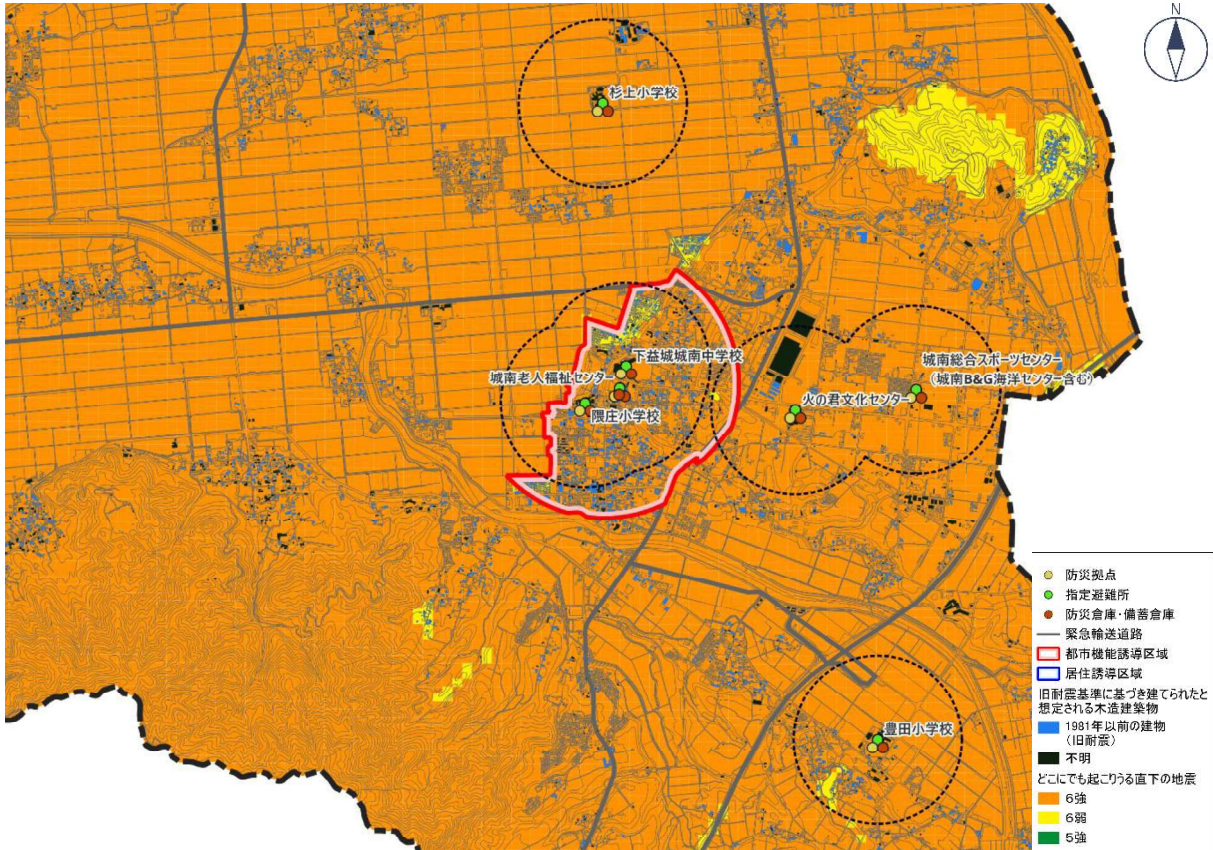 N
杉上小学校
下益城城南中学校
城南老人福祉センター
隈庄小学校
城南総合スポーツセンター
(城南B&G海洋センター含む)
火の君文化センター
豊田小学校
防災拠点
指定避難所
防災倉庫・備蓄倉庫
緊急輸送道路
都市機能誘導区域
居住誘導区域
旧耐震基準に基づき建てられたと
想定される木造建築物
1981年以前の建物
(旧耐震)
不明
どこにでも起こりうる直下の地震
6強
6弱
5強